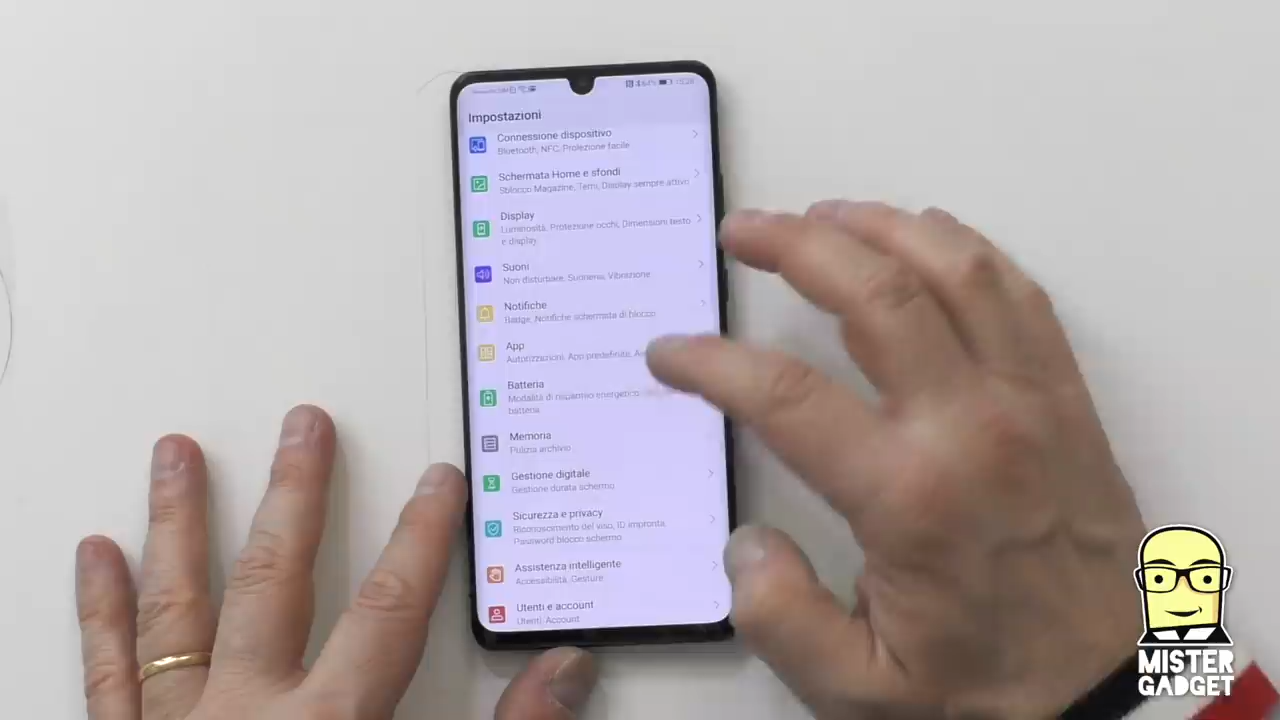 64% 15:28
Impostazioni
Connessione dispositivo
Bluetooth, NFC, Proiezione facile
Schermata Home e sfondi
Sblocco Magazine, Temi, Display sempre attivo
Display
Luminosità, Protezione occhi, Dimensioni testo
e display
Suoni
Non disturbare, Suoneria, Vibrazione
Notifiche
Badge, Notifiche schermata di blocco
App
Autorizzazioni, App predefinite,
Batteria
Modalità di risparmio energetico,
batteria
Memoria
Pulizia archivio
Gestione digitale
Gestione durata schermo
Sicurezza e privacy
Riconoscimento del viso, ID impronta,
Password blocco schermo
Assistenza intelligente
Accessibilità, Gesture
Utenti e account
Utenti, Account
MISTER
GADGET